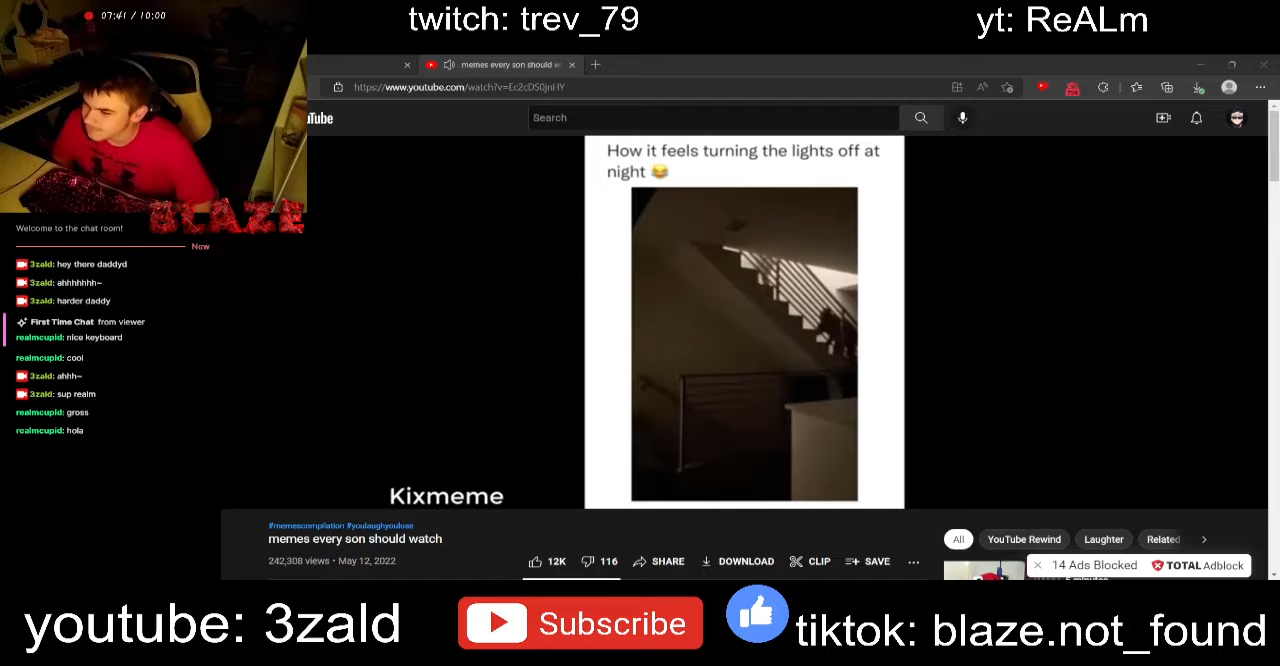 twitch: trev_79
yt: ReALm
07:41 / 10:00
memes every son should w
https://www.youtube.com/watch?v=Ec2cDS0jnHY
Tube
Search
How it feels turning the lights off at
night 😂
BLAZE
Welcome to the chat room!
New
3zald: hey there daddyd
3zald: ahhhhhhh~
3zald: harder daddy
First Time Chat from viewer
realmcupid: nice keyboard
realmcupid: cool
3zald: ahhh~
3zald: sup realm
realmcupid: gross
realmcupid: hola
Kixmeme
#memescompilation #youlaughyoulose
memes every son should watch
242,308 views • May 12, 2022
12K
116
SHARE
DOWNLOAD
CLIP
SAVE
All
YouTube Rewind
Laughter
Related
14 Ads Blocked
TOTAL Adblock
youtube: 3zald
Subscribe
tiktok: blaze.not_found